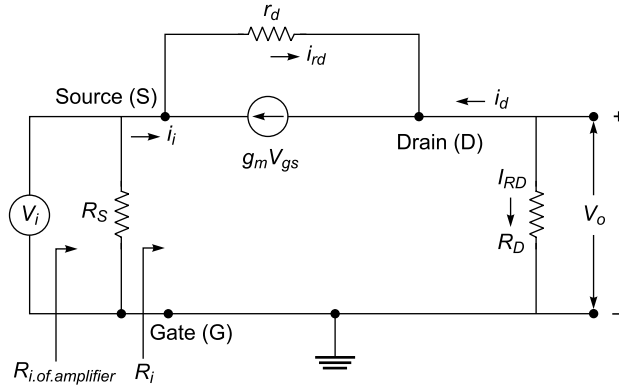 r_d
i_rd
Source (S)
i_i
g_mV_gs
i_d
Drain (D)
+
V_i
R_S
I_RD
R_D
V_o
−
Gate (G)
R_i.of.amplifier
R_i